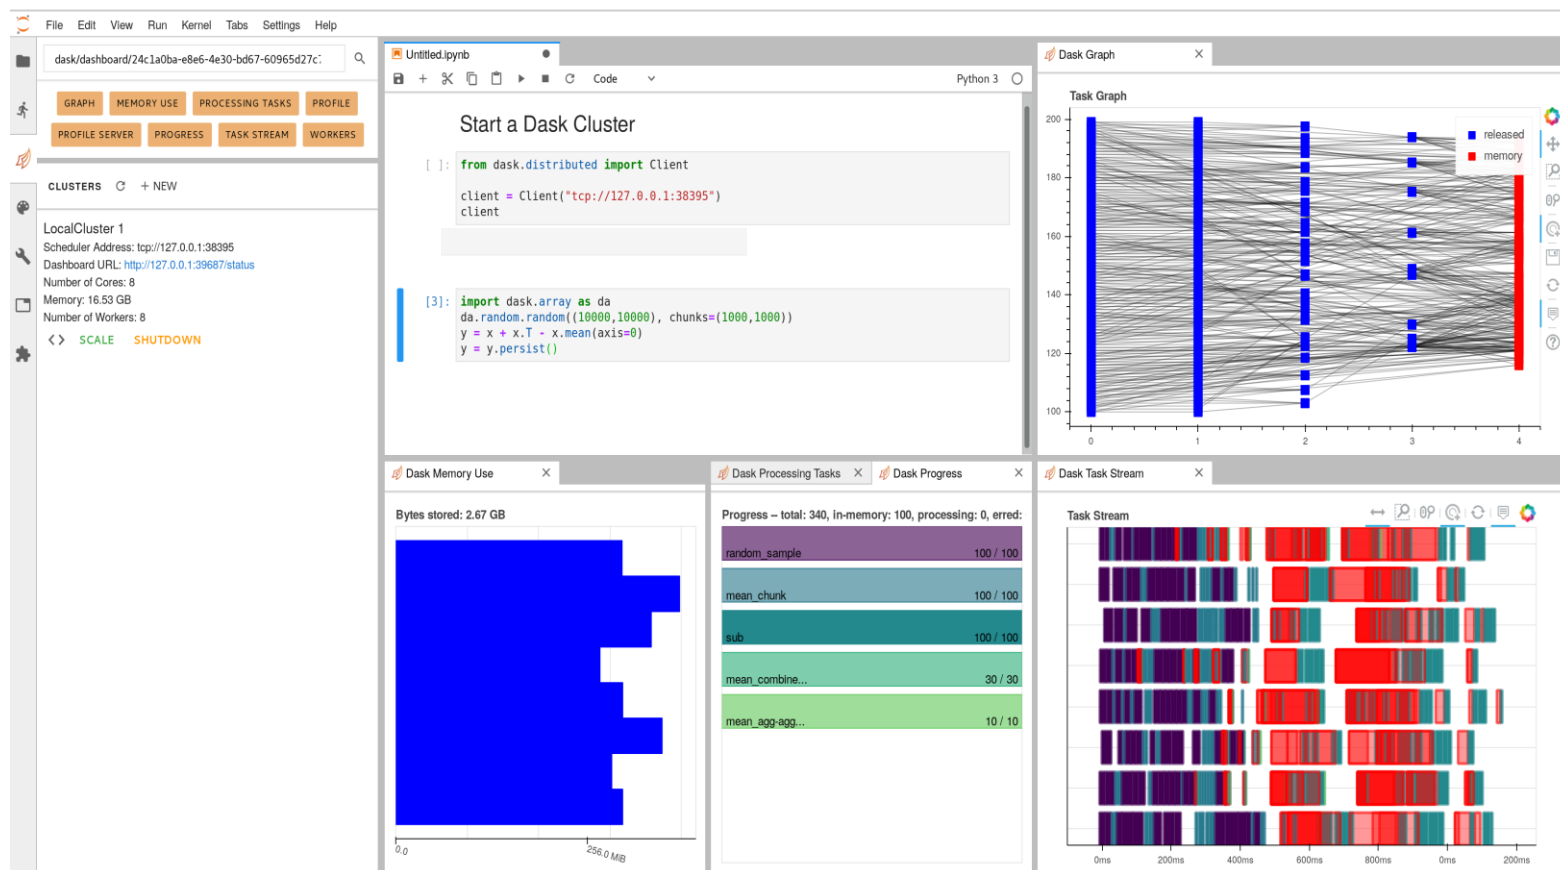 File Edit View Run Kernel Tabs Settings Help
dask/dashboard/24c1a0ba-e8e6-4e30-bd67-60965d27c
GRAPH MEMORY USE PROCESSING TASKS PROFILE
PROFILE SERVER PROGRESS TASK STREAM WORKERS
CLUSTERS + NEW
LocalCluster 1
Scheduler Address: tcp://127.0.0.1:38395
Dashboard URL: http://127.0.0.1:39687/status
Number of Cores: 8
Memory: 16.53 GB
Number of Workers: 8
<> SCALE SHUTDOWN
Untitled.ipynb
Code Python 3
Start a Dask Cluster
[ ]: from dask.distributed import Client
client = Client("tcp://127.0.0.1:38395")
client
[3]: import dask.array as da
da.random.random((10000,10000), chunks=(1000,1000))
y = x + x.T - x.mean(axis=0)
y = y.persist()
Dask Graph
Task Graph
released
memory
200
180
160
140
120
100
0 1 2 3 4
Dask Memory Use
Bytes stored: 2.67 GB
0.0 256.0 MiB
Dask Processing Tasks Dask Progress
Progress -- total: 340, in-memory: 100, processing: 0, erred:
random_sample 100 / 100
mean_chunk 100 / 100
sub 100 / 100
mean_combine... 30 / 30
mean_agg-agg... 10 / 10
Dask Task Stream
Task Stream
0ms 200ms 400ms 600ms 800ms 0ms 200ms